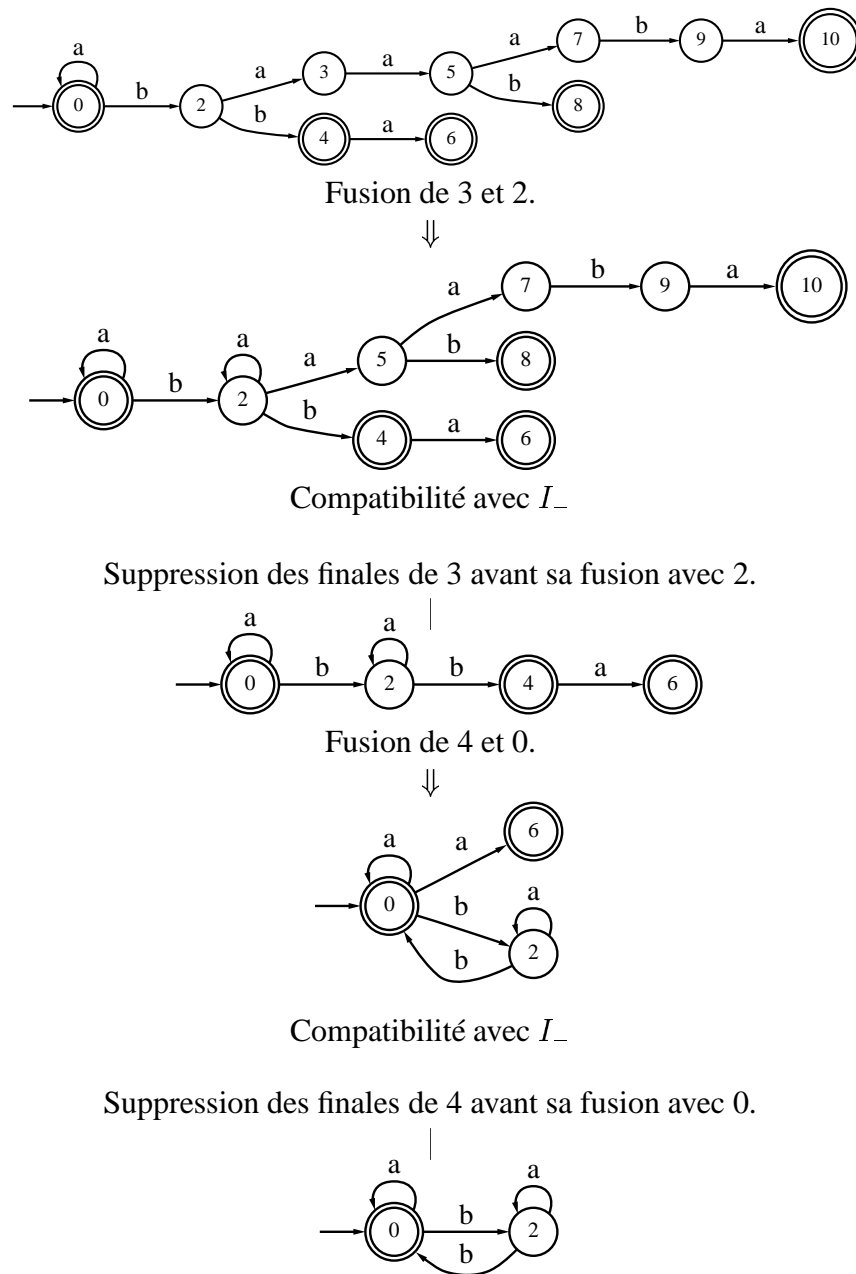 a a b a
0 b 2 a 3 a 5 7 9 10
b b 8
4 a 6
Fusion de 3 et 2.
⇓
a 7 b 9 a 10
a a a 5 b 8
0 b 2 b 4 a 6
Compatibilité avec I_
Suppression des finales de 3 avant sa fusion avec 2.
a a
0 b 2 b 4 a 6
Fusion de 4 et 0.
⇓
a a 6
0 b a
b 2
Compatibilité avec I_
Suppression des finales de 4 avant sa fusion avec 0.
a a
0 b 2
b